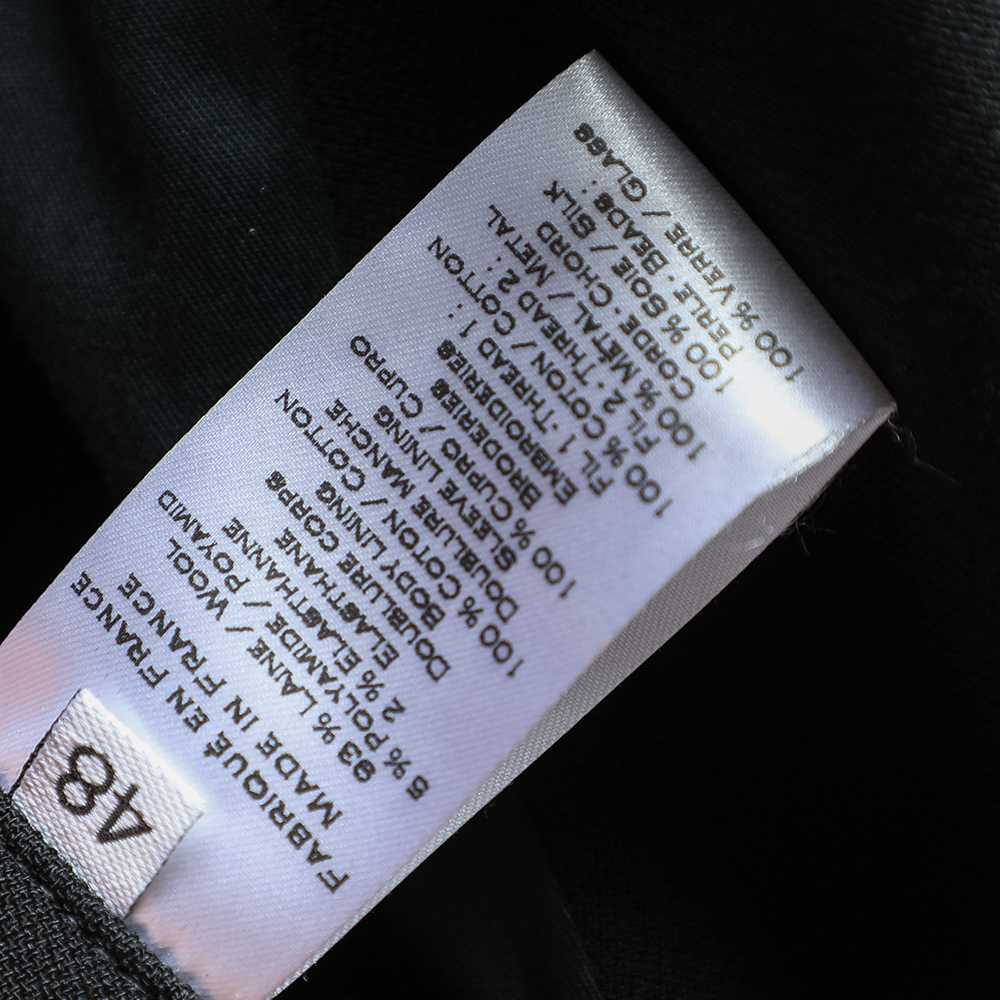 48
FABRIQUÉ EN FRANCE
MADE IN FRANCE
93 % LAINE / WOOL
5 % POLYAMIDE / POYAMID
2 % ELASTHANNE
ELASTHANE
DOUBLURE CORPS
BODY LINING
100 % COTON / COTTON
DOUBLURE MANCHE
SLEEVE LINING
100 % CUPRO / CUPRO
BRODERIES
EMBROIDERIES :
FIL 1 · THREAD 1 :
100 % COTON / COTTON
FIL 2 · THREAD 2 :
100 % METAL / METAL
CORDE · CHORD
100 % SOIE / SILK
PERLE · BEADS :
100 % VERRE / GLASS